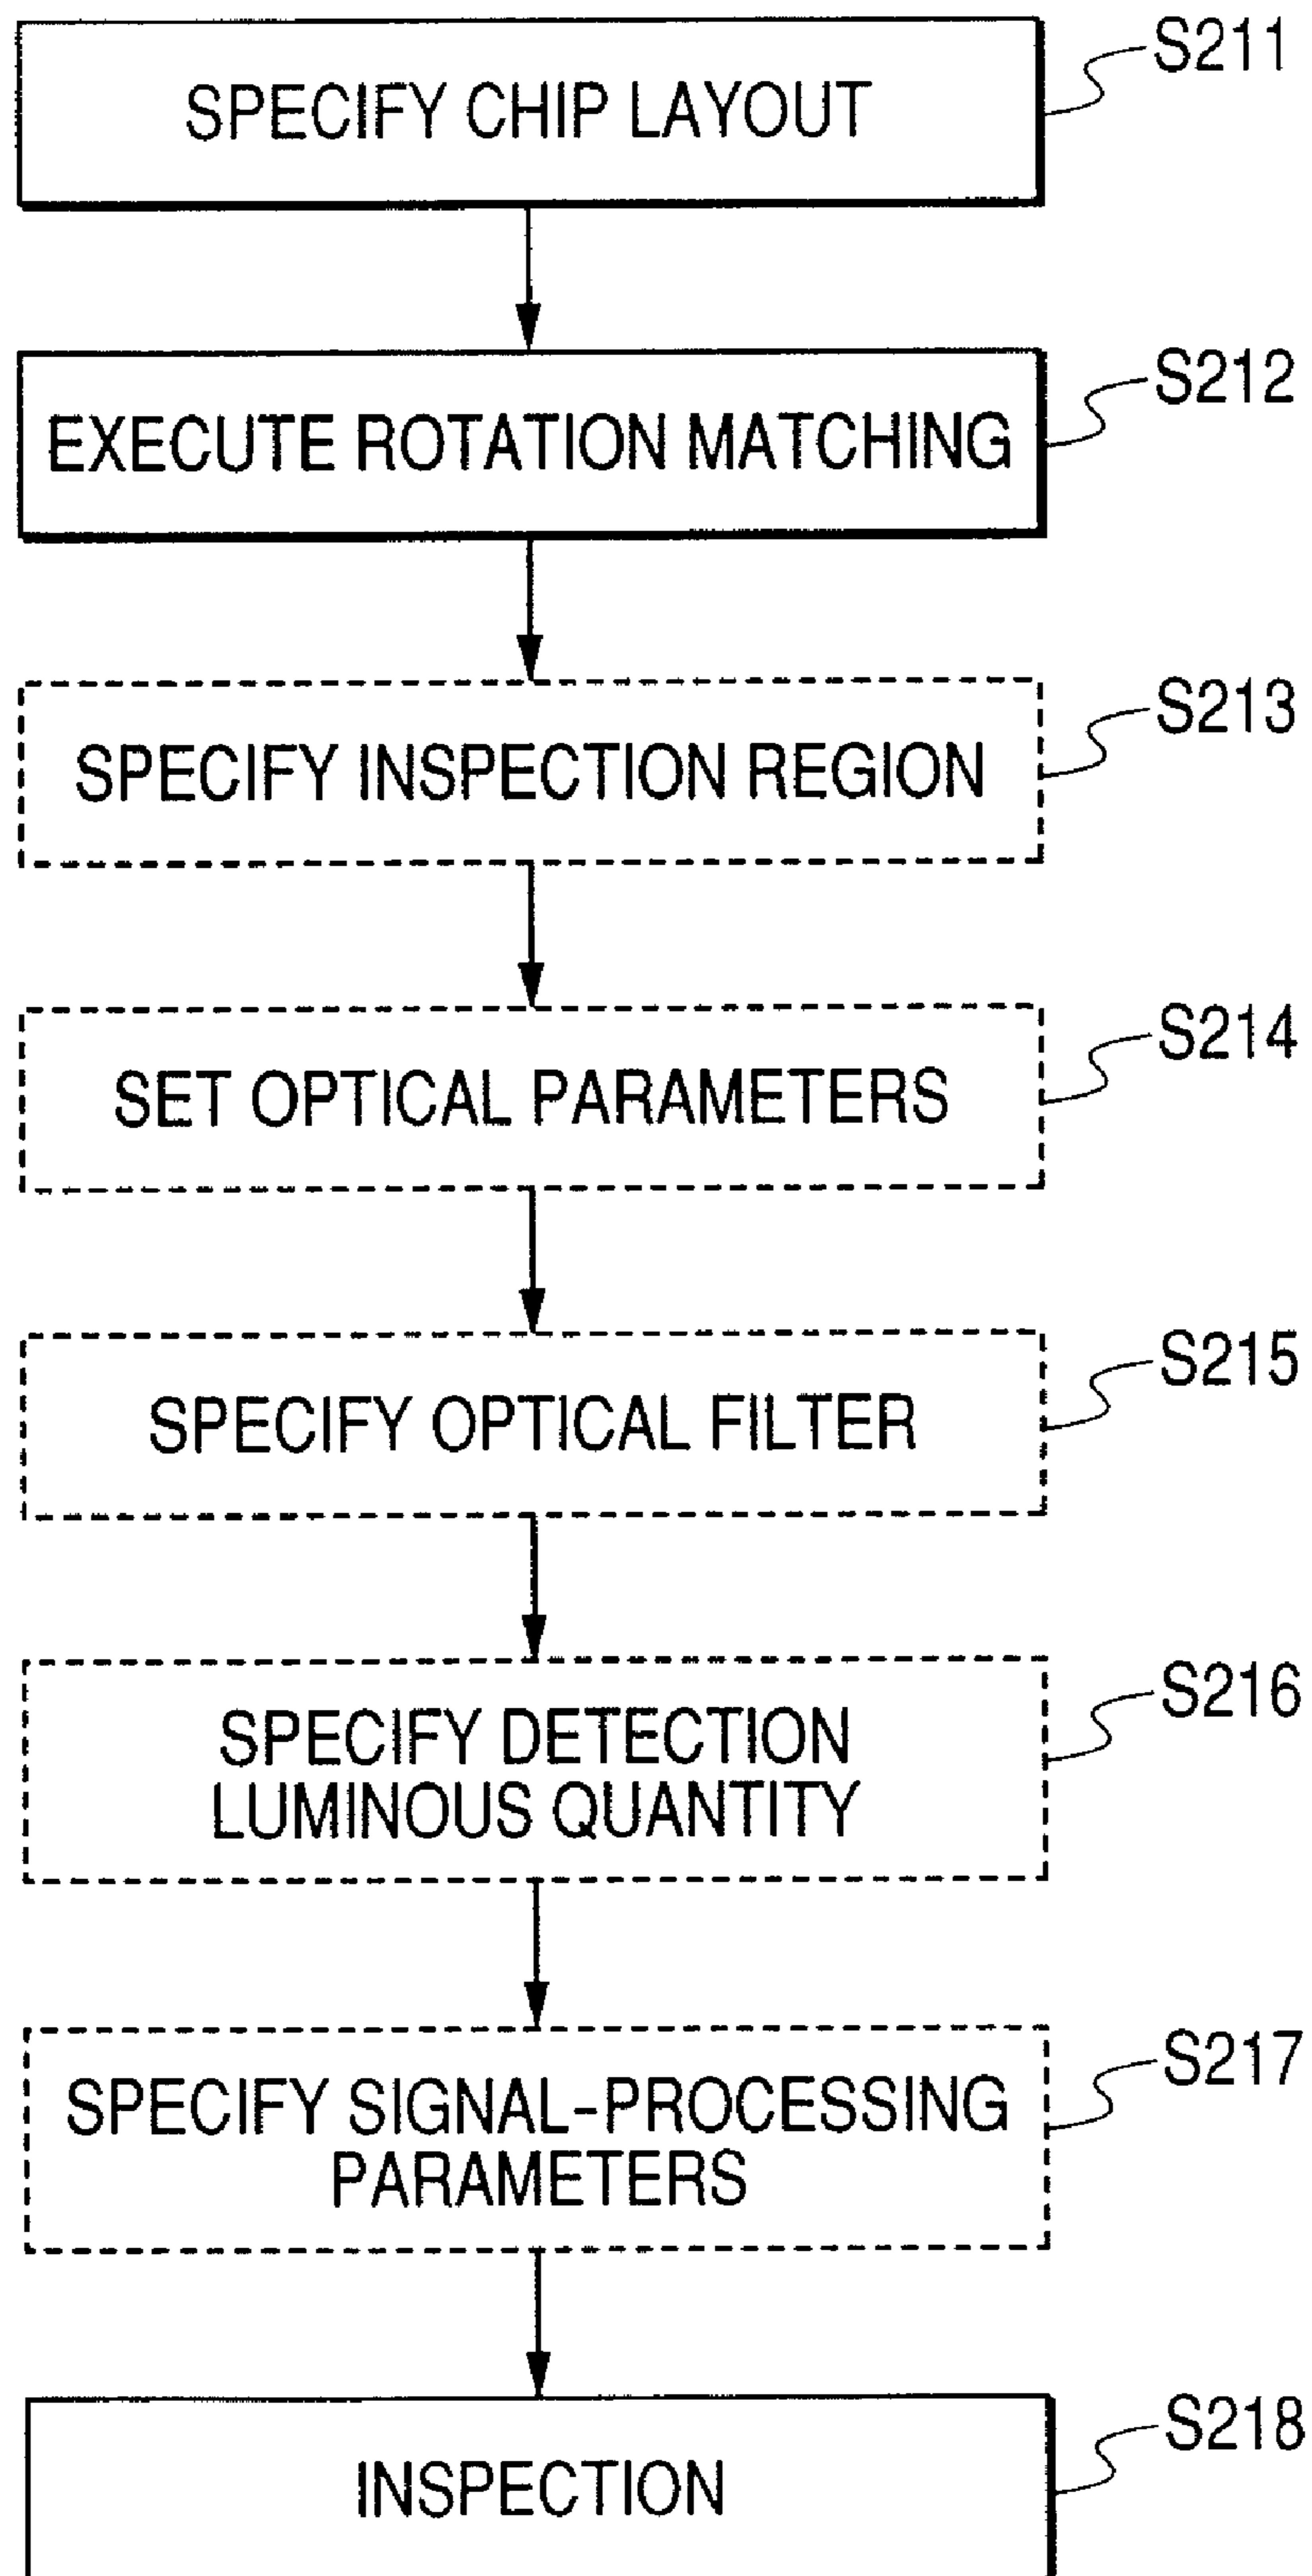 SPECIFY CHIP LAYOUT
S211
EXECUTE ROTATION MATCHING
S212
SPECIFY INSPECTION REGION
S213
SET OPTICAL PARAMETERS
S214
SPECIFY OPTICAL FILTER
S215
SPECIFY DETECTION
LUMINOUS QUANTITY
S216
SPECIFY SIGNAL-PROCESSING
PARAMETERS
S217
INSPECTION
S218